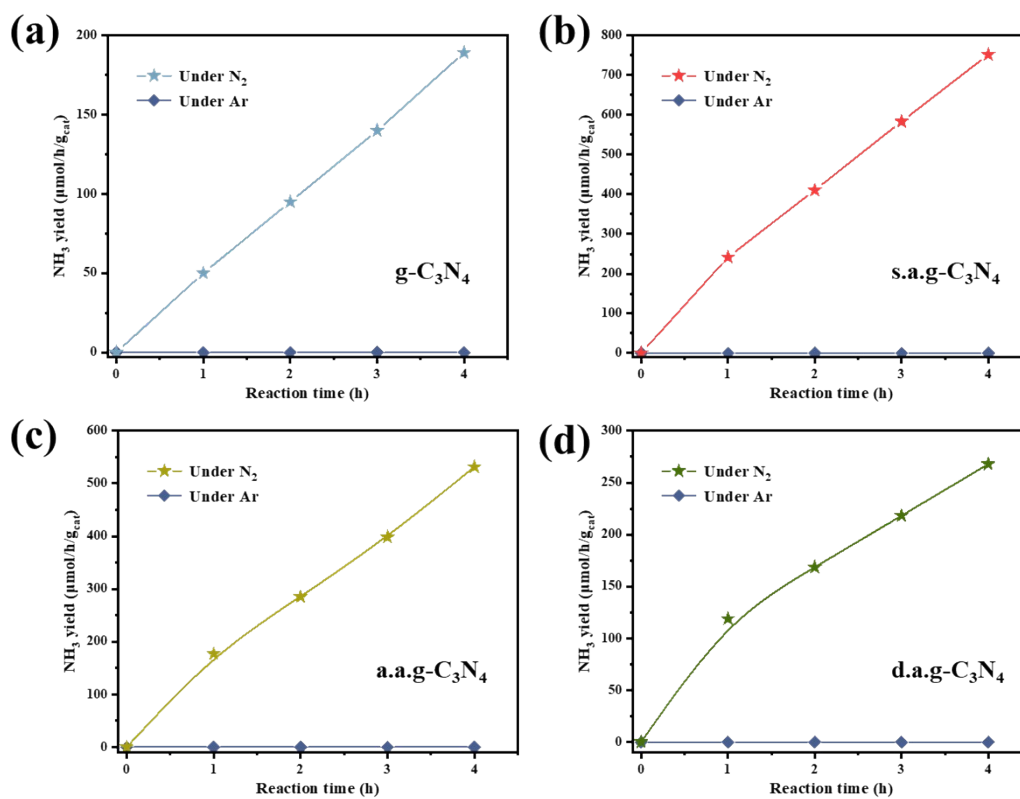 (a)
200
150
100
50
0
NH₃ yield (μmol/h/g_cat)
Under N₂
Under Ar
g-C₃N₄
0 1 2 3 4
Reaction time (h)
(b)
800
700
600
500
400
300
200
100
0
NH₃ yield (μmol/h/g_cat)
Under N₂
Under Ar
s.a.g-C₃N₄
0 1 2 3 4
Reaction time (h)
(c)
600
500
400
300
200
100
0
NH₃ yield (μmol/h/g_cat)
Under N₂
Under Ar
a.a.g-C₃N₄
0 1 2 3 4
Reaction time (h)
(d)
300
250
200
150
100
50
0
NH₃ yield (μmol/h/g_cat)
Under N₂
Under Ar
d.a.g-C₃N₄
0 1 2 3 4
Reaction time (h)